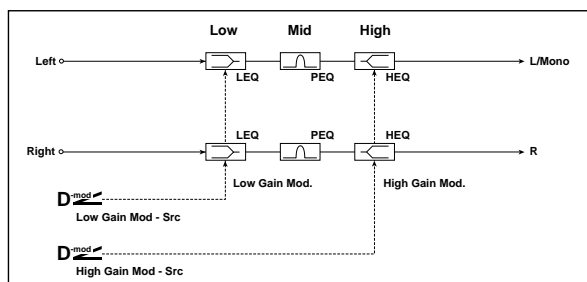 Low Mid High
Left L/Mono
LEQ PEQ HEQ
LEQ PEQ HEQ
Right R
Low Gain Mod. High Gain Mod.
D-mod
Low Gain Mod - Src
D-mod
High Gain Mod - Src